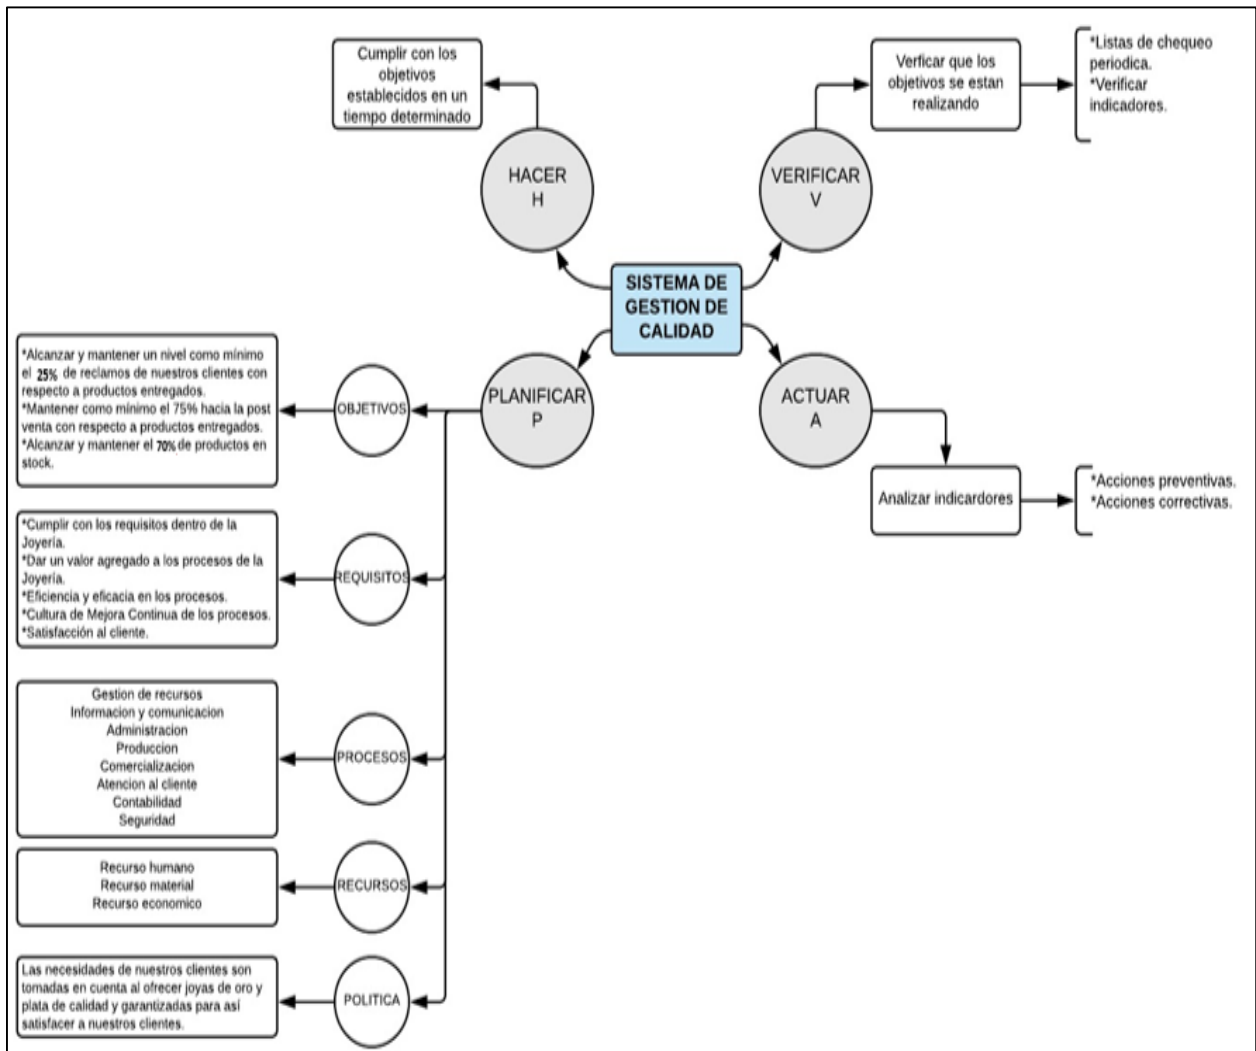 Cumplir con los
objetivos
establecidos en un
tiempo determinado
HACER
H
VERIFICAR
V
Verficar que los
objetivos se estan
realizando
*Listas de chequeo
periodica.
*Verificar
indicadores.
SISTEMA DE
GESTION DE
CALIDAD
PLANIFICAR
P
ACTUAR
A
Analizar indicardores
*Acciones preventivas.
*Acciones correctivas.
OBJETIVOS
*Alcanzar y mantener un nivel como mínimo
el 25% de reclamos de nuestros clientes con
respecto a productos entregados.
*Mantener como mínimo el 75% hacia la post
venta con respecto a productos entregados.
*Alcanzar y mantener el 70% de productos en
stock.
REQUISITOS
*Cumplir con los requisitos dentro de la
Joyería.
*Dar un valor agregado a los procesos de la
Joyería.
*Eficiencia y eficacia en los procesos.
*Cultura de Mejora Continua de los procesos.
*Satisfacción al cliente.
PROCESOS
Gestion de recursos
Informacion y comunicacion
Administracion
Produccion
Comercializacion
Atencion al cliente
Contabilidad
Seguridad
RECURSOS
Recurso humano
Recurso material
Recurso economico
POLITICA
Las necesidades de nuestros clientes son
tomadas en cuenta al ofrecer joyas de oro y
plata de calidad y garantizadas para así
satisfacer a nuestros clientes.